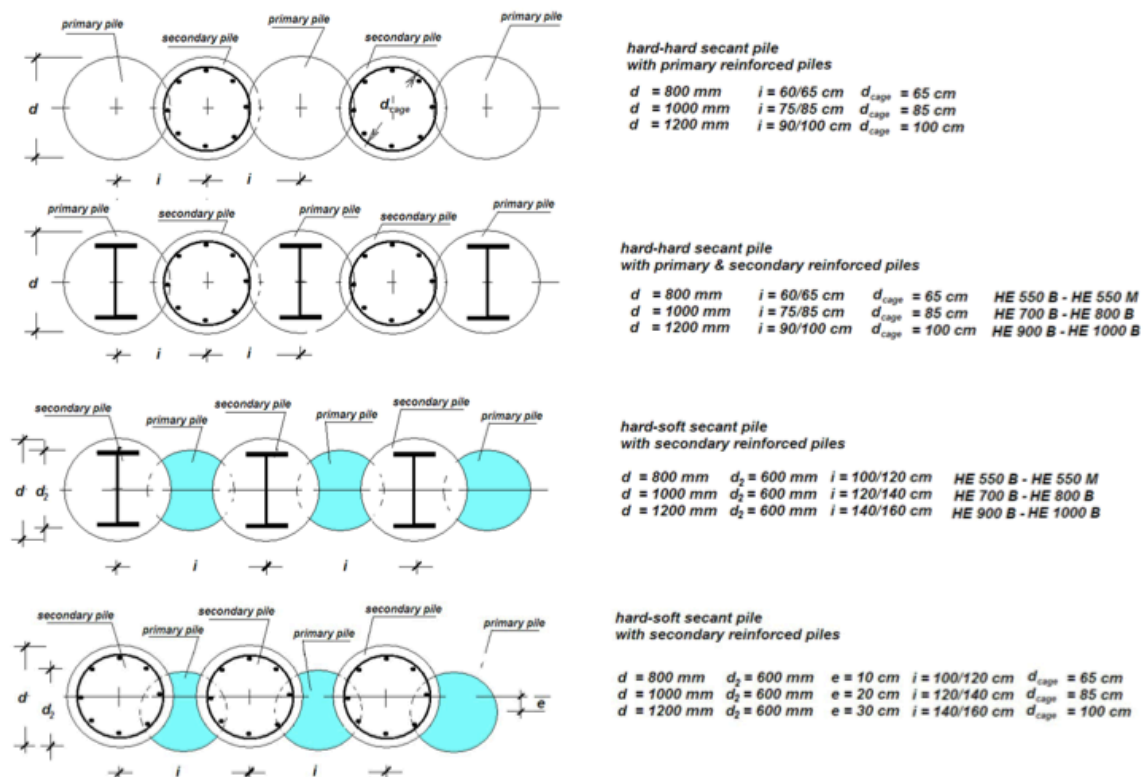 primary pile
secondary pile
primary pile
secondary pile
primary pile
d
d cage
i
i
hard-hard secant pile
with primary reinforced piles
d = 800 mm i = 60/65 cm d cage = 65 cm
d = 1000 mm i = 75/85 cm d cage = 85 cm
d = 1200 mm i = 90/100 cm d cage = 100 cm
primary pile
secondary pile
primary pile
secondary pile
primary pile
d
i
i
hard-hard secant pile
with primary & secondary reinforced piles
d = 800 mm i = 60/65 cm d cage = 65 cm HE 550 B - HE 550 M
d = 1000 mm i = 75/85 cm d cage = 85 cm HE 700 B - HE 800 B
d = 1200 mm i = 90/100 cm d cage = 100 cm HE 900 B - HE 1000 B
secondary pile
primary pile
secondary pile
primary pile
secondary pile
primary pile
d
d2
i
i
hard-soft secant pile
with secondary reinforced piles
d = 800 mm d2 = 600 mm i = 100/120 cm HE 550 B - HE 550 M
d = 1000 mm d2 = 600 mm i = 120/140 cm HE 700 B - HE 800 B
d = 1200 mm d2 = 600 mm i = 140/160 cm HE 900 B - HE 1000 B
secondary pile
primary pile
secondary pile
primary pile
secondary pile
primary pile
d
d2
e
i
i
hard-soft secant pile
with secondary reinforced piles
d = 800 mm d2 = 600 mm e = 10 cm i = 100/120 cm d cage = 65 cm
d = 1000 mm d2 = 600 mm e = 20 cm i = 120/140 cm d cage = 85 cm
d = 1200 mm d2 = 600 mm e = 30 cm i = 140/160 cm d cage = 100 cm